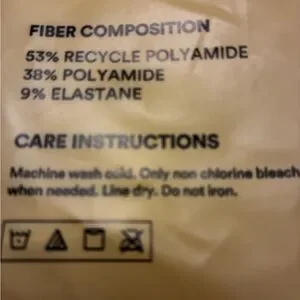 FIBER COMPOSITION
53% RECYCLE POLYAMIDE
38% POLYAMIDE
9% ELASTANE
CARE INSTRUCTIONS
Machine wash cold. Only non chlorine bleach
when needed. Line dry. Do not iron.